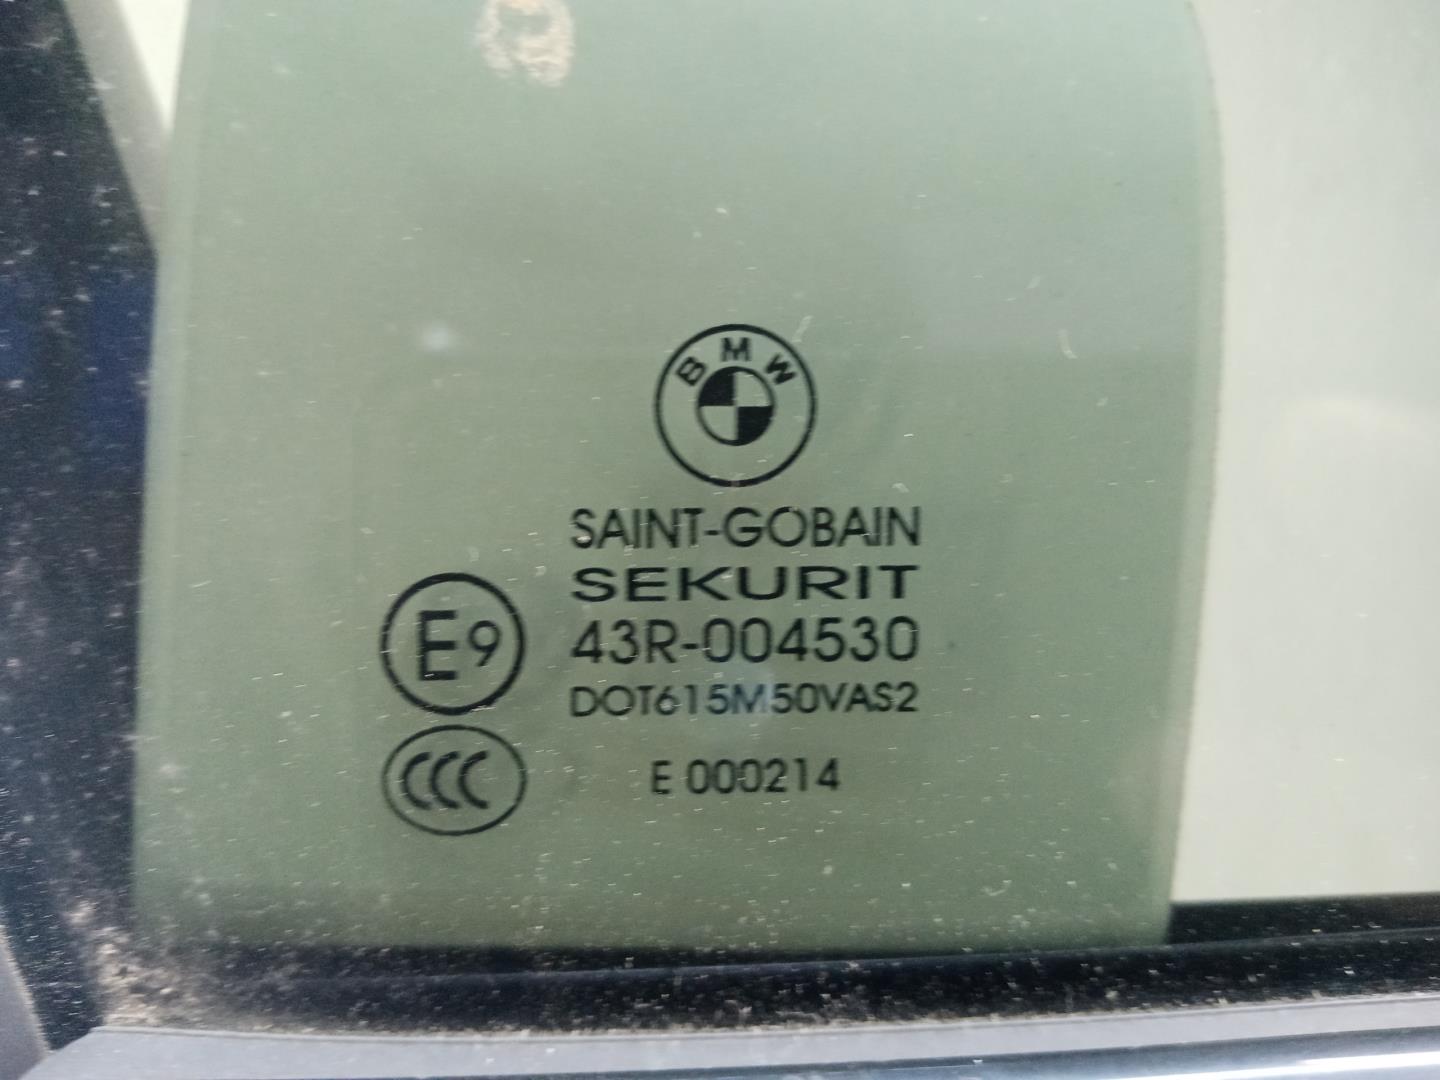 BMW
SAINT-GOBAIN
SEKURIT
E9 43R-004530
DOT615M50VAS2
CCC E 000214